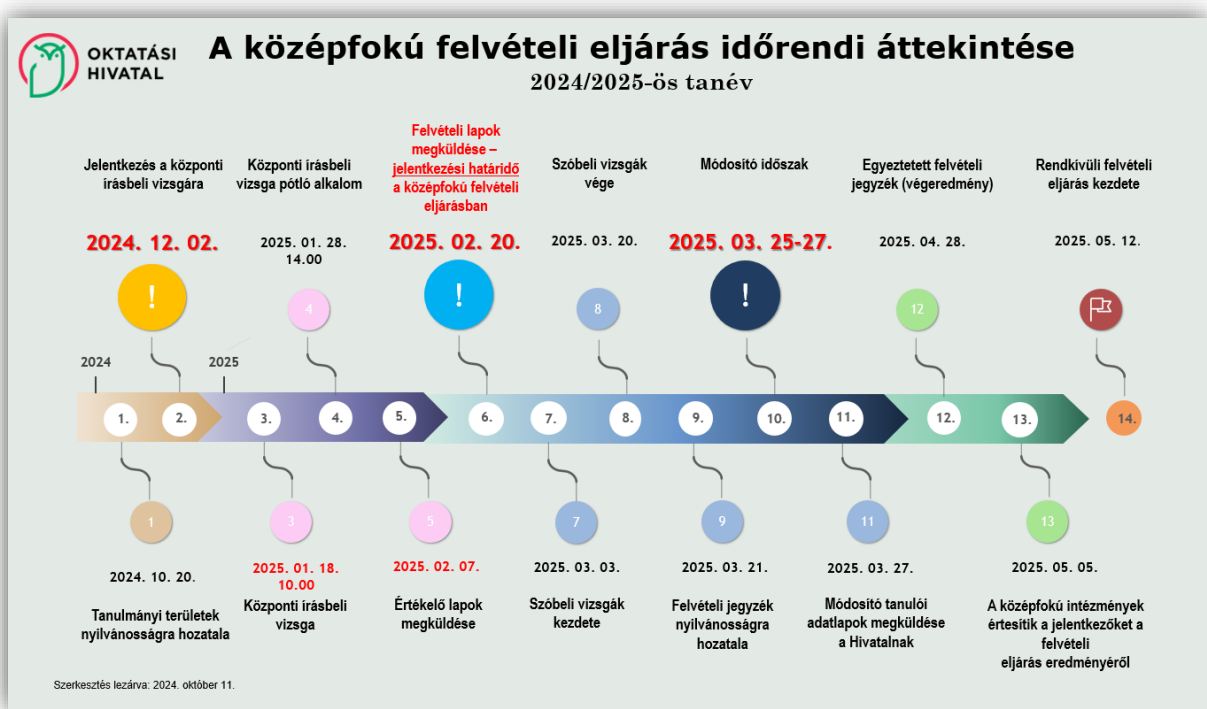 OKTATÁSI
HIVATAL
A középfokú felvételi eljárás időrendi áttekintése
2024/2025-ös tanév
Jelentkezés a központi
írásbeli vizsgára
2024. 12. 02.
!
Központi írásbeli
vizsga pótló alkalom
2025. 01. 28.
14.00
4
Felvételi lapok
megküldése –
jelentkezési határidő
a középfokú felvételi
eljárásban
2025. 02. 20.
!
Szóbeli vizsgák
vége
2025. 03. 20.
8
Módosító időszak
2025. 03. 25-27.
!
Egyeztetett felvételi
jegyzék (végeredmény)
2025. 04. 28.
12
Rendkívüli felvételi
eljárás kezdete
2025. 05. 12.
2024
2025
1.
2.
3.
4.
5.
6.
7.
8.
9.
10.
11.
12.
13.
14.
1
2024. 10. 20.
Tanulmányi területek
nyilvánosságra hozatala
3
2025. 01. 18.
10.00
Központi írásbeli
vizsga
5
2025. 02. 07.
Értékelő lapok
megküldése
7
2025. 03. 03.
Szóbeli vizsgák
kezdete
9
2025. 03. 21.
Felvételi jegyzék
nyilvánosságra
hozatala
11
2025. 03. 27.
Módosító tanulói
adatlapok megküldése
a Hivatalnak
13
2025. 05. 05.
A középfokú intézmények
értesítik a jelentkezőket a
felvételi
eljárás eredményéről
Szerkesztés lezárva: 2024. október 11.